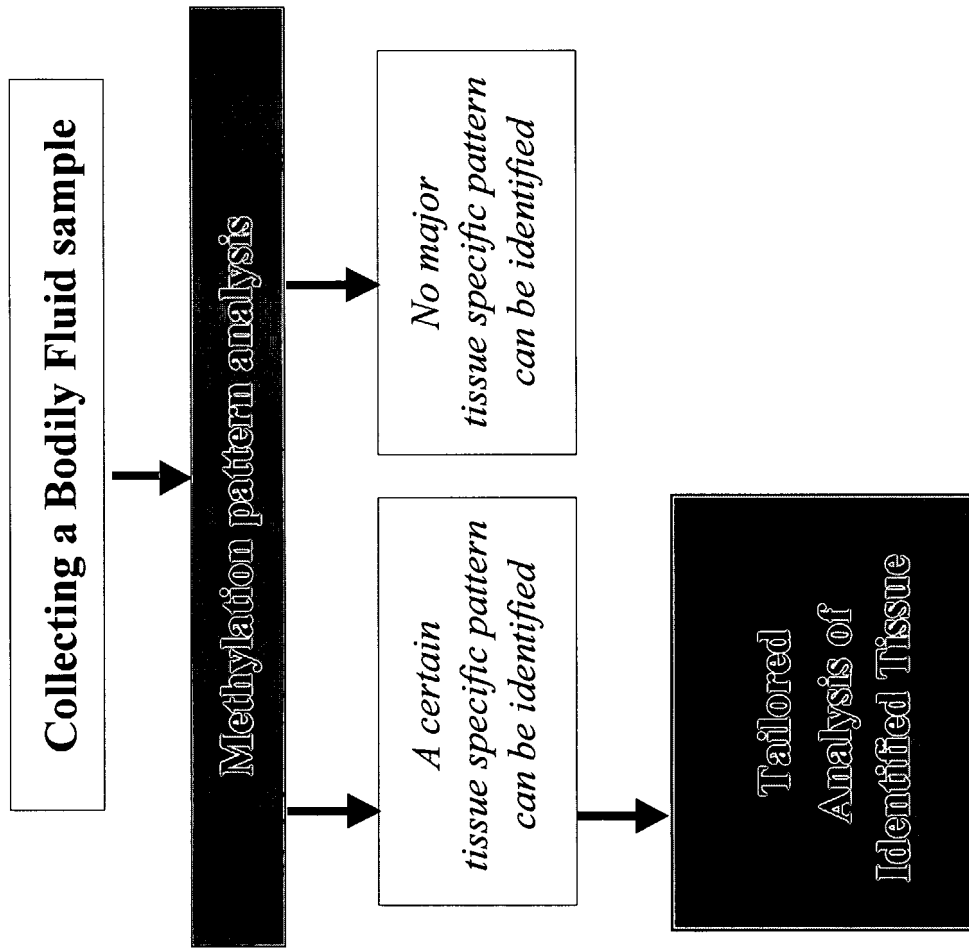 Collecting a Bodily Fluid sample
Methylation pattern analysis
A certain
tissue specific pattern
can be identified
No major
tissue specific pattern
can be identified
Tailored
Analysis of
Identified Tissue